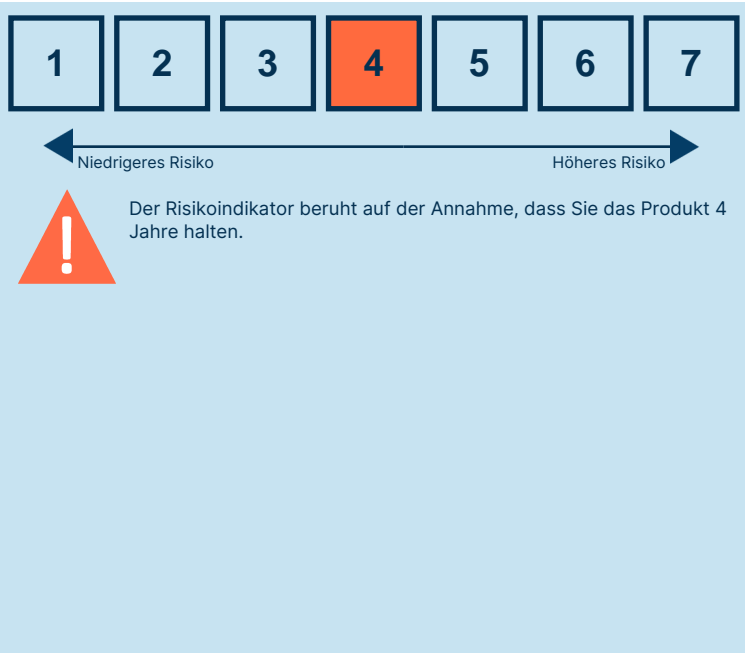 1 2 3 4 5 6 7
Niedrigeres Risiko Höheres Risiko
!
Der Risikoindikator beruht auf der Annahme, dass Sie das Produkt 4
Jahre halten.